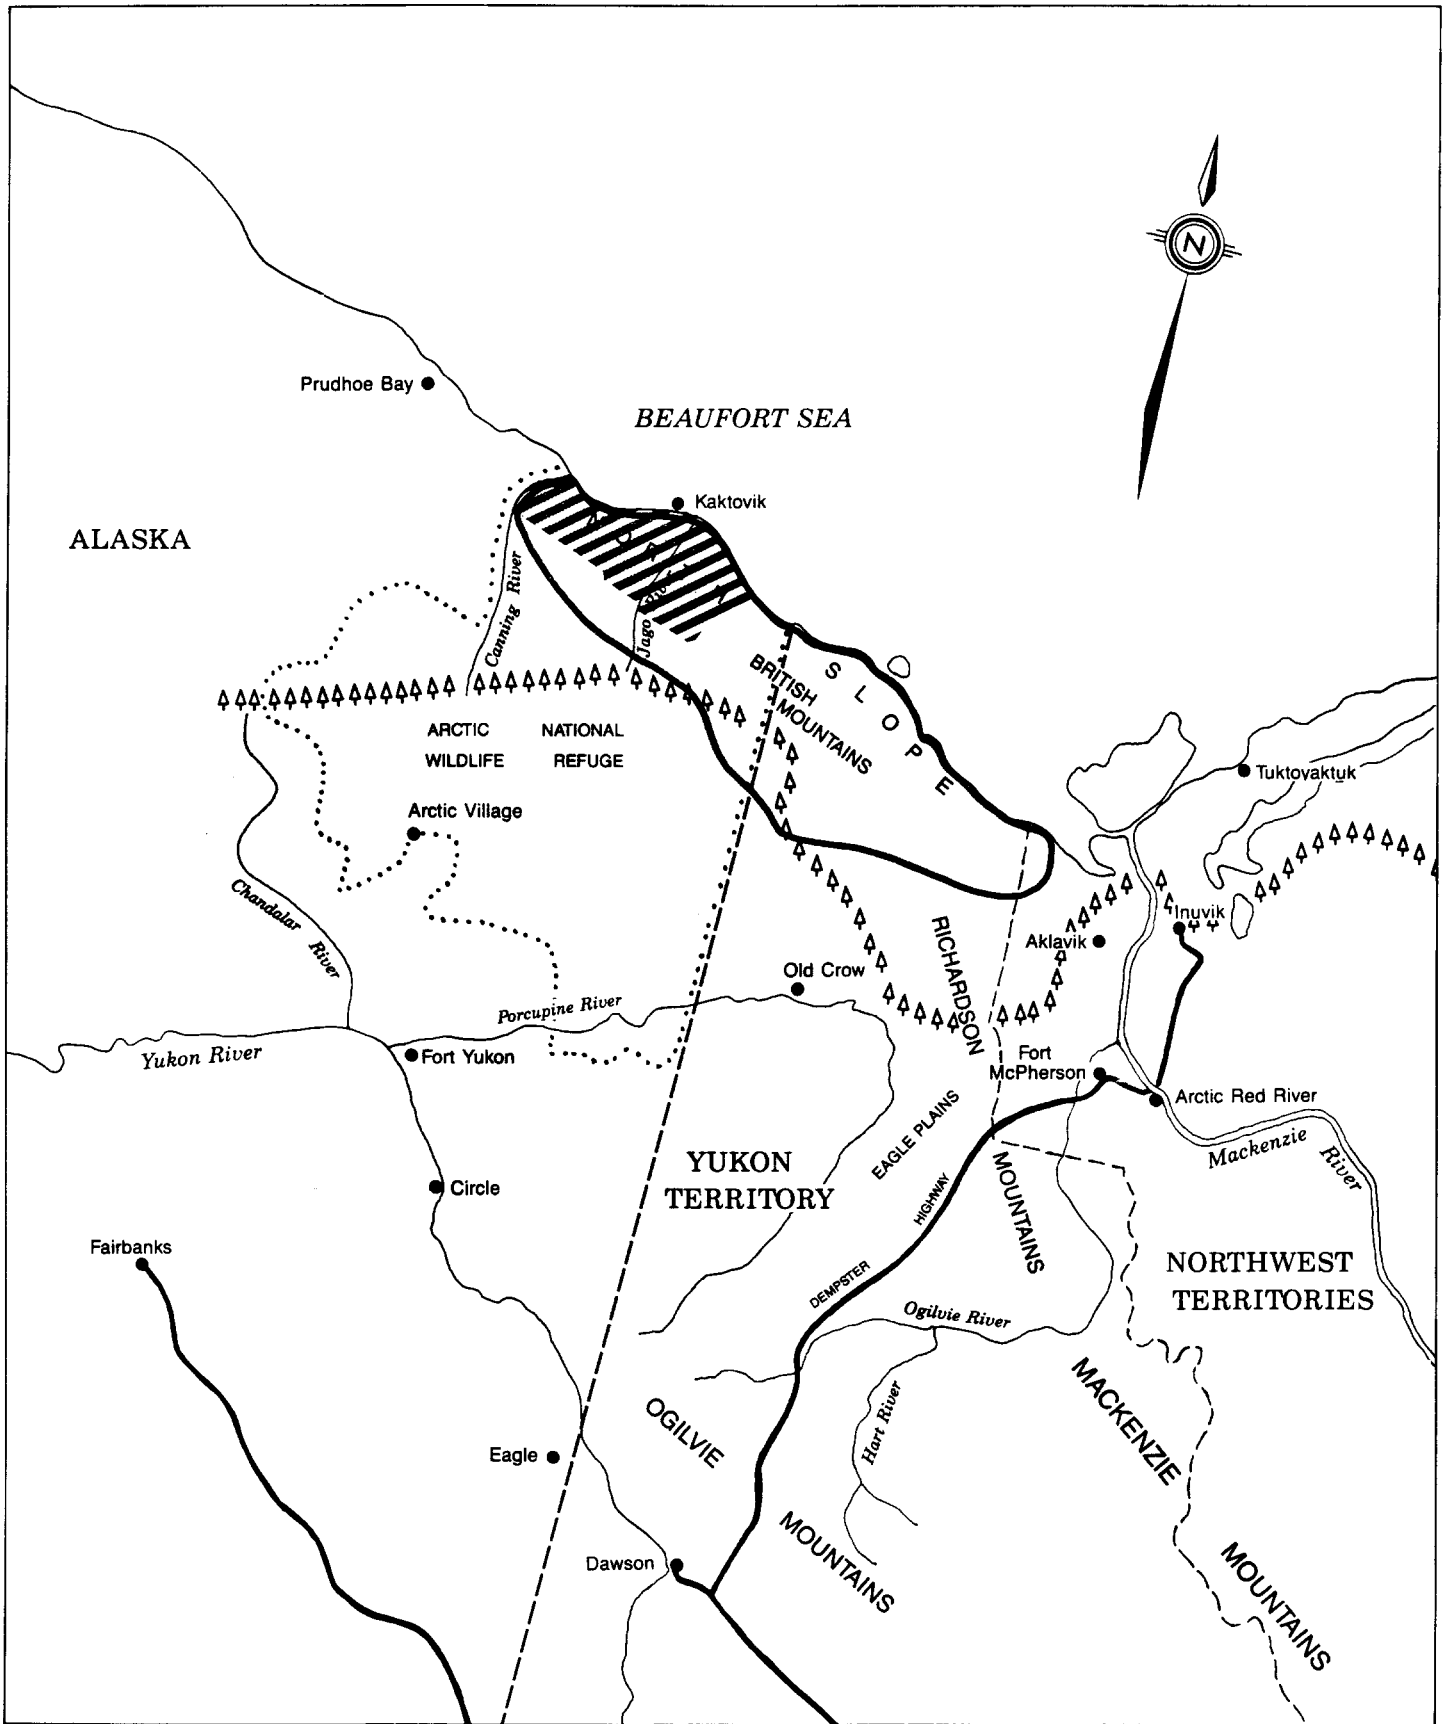 N
Prudhoe Bay
BEAUFORT SEA
Kaktovik
ALASKA
Canning River
Jago River
BRITISH
MOUNTAINS
SLOPE
ARCTIC NATIONAL
WILDLIFE REFUGE
Tuktoyaktuk
Arctic Village
Chandalar River
Inuvik
Aklavik
RICHARDSON
MOUNTAINS
Old Crow
Porcupine River
Yukon River
Fort Yukon
Fort
McPherson
Arctic Red River
Mackenzie River
EAGLE PLAINS
YUKON
TERRITORY
Circle
DEMPSTER HIGHWAY
Fairbanks
NORTHWEST
TERRITORIES
Ogilvie River
Hart River
OGILVIE
MOUNTAINS
MACKENZIE
MOUNTAINS
Eagle
Dawson